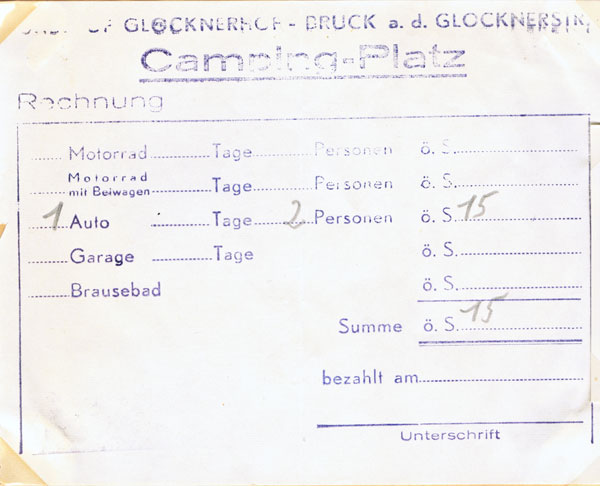 GLOCKNERHOF - BRUCK a. d. GLOCKNERSTR.
Camping-Platz
Rechnung
........ Motorrad ............... Tage ............... Personen ö. S. ..............................
........ Motorrad mit Beiwagen ............... Tage ............... Personen ö. S. ..............................
1 Auto ............... Tage 2 Personen ö. S. 15
........ Garage ............... Tage ö. S. ..............................
........ Brausebad ö. S. ..............................
Summe ö. S. 15
bezahlt am ..............................
Unterschrift